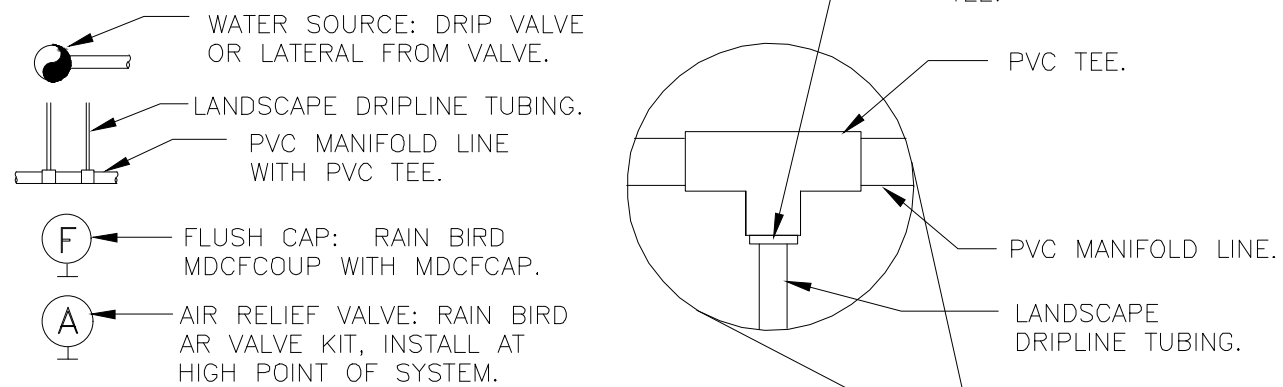 WATER SOURCE: DRIP VALVE
OR LATERAL FROM VALVE.
LANDSCAPE DRIPLINE TUBING.
PVC MANIFOLD LINE
WITH PVC TEE.
F
FLUSH CAP: RAIN BIRD
MDCFCOUP WITH MDCFCAP.
A
AIR RELIEF VALVE: RAIN BIRD
AR VALVE KIT, INSTALL AT
HIGH POINT OF SYSTEM.
TEE.
PVC TEE.
PVC MANIFOLD LINE.
LANDSCAPE
DRIPLINE TUBING.